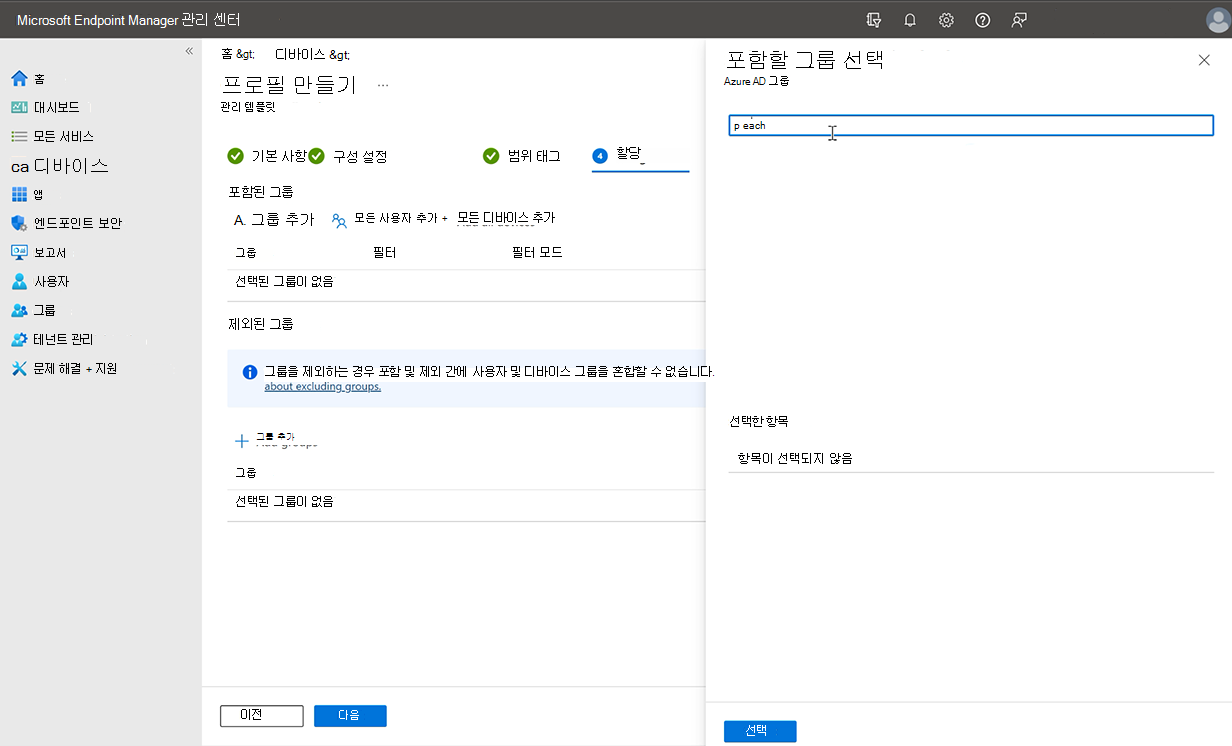 Microsoft Endpoint Manager 관리 센터
«
홈
대시보드
모든 서비스
ca 디바이스
앱
엔드포인트 보안
보고서
사용자
그룹
테넌트 관리
문제 해결 + 지원
홈 &gt; 디바이스 &gt;
프로필 만들기 ...
관리 템플릿
기본 사항 구성 설정 범위 태그 4 할당
포함된 그룹
A. 그룹 추가 모든 사용자 추가 + 모든 디바이스 추가
그룹 필터 필터 모드
선택된 그룹이 없음
제외된 그룹
그룹을 제외하는 경우 포함 및 제외 간에 사용자 및 디바이스 그룹을 혼합할 수 없습니다.
about excluding groups.
그룹 추가
그룹
선택된 그룹이 없음
이전 다음
포함할 그룹 선택
Azure AD 그룹
p each
선택한 항목
항목이 선택되지 않음
선택